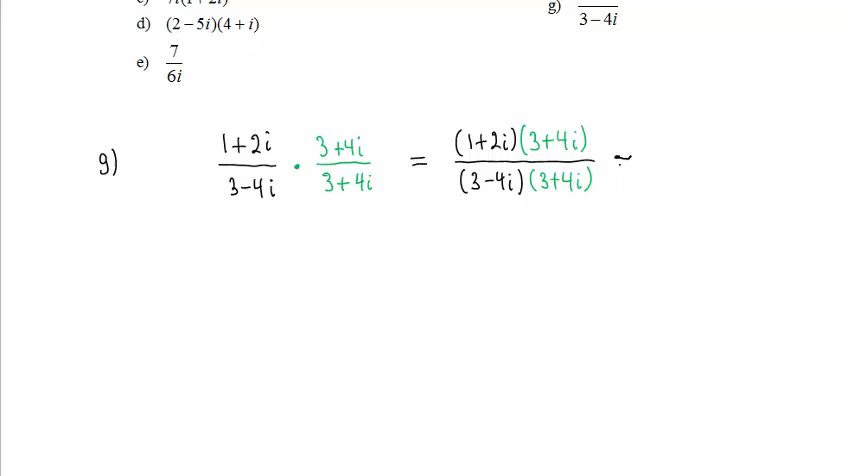 d) (2 − 5i)(4 + i)
g) 3 − 4i
e) 7/6i
g) (1+2i)/(3−4i) · (3+4i)/(3+4i) = (1+2i)(3+4i)/(3−4i)(3+4i)